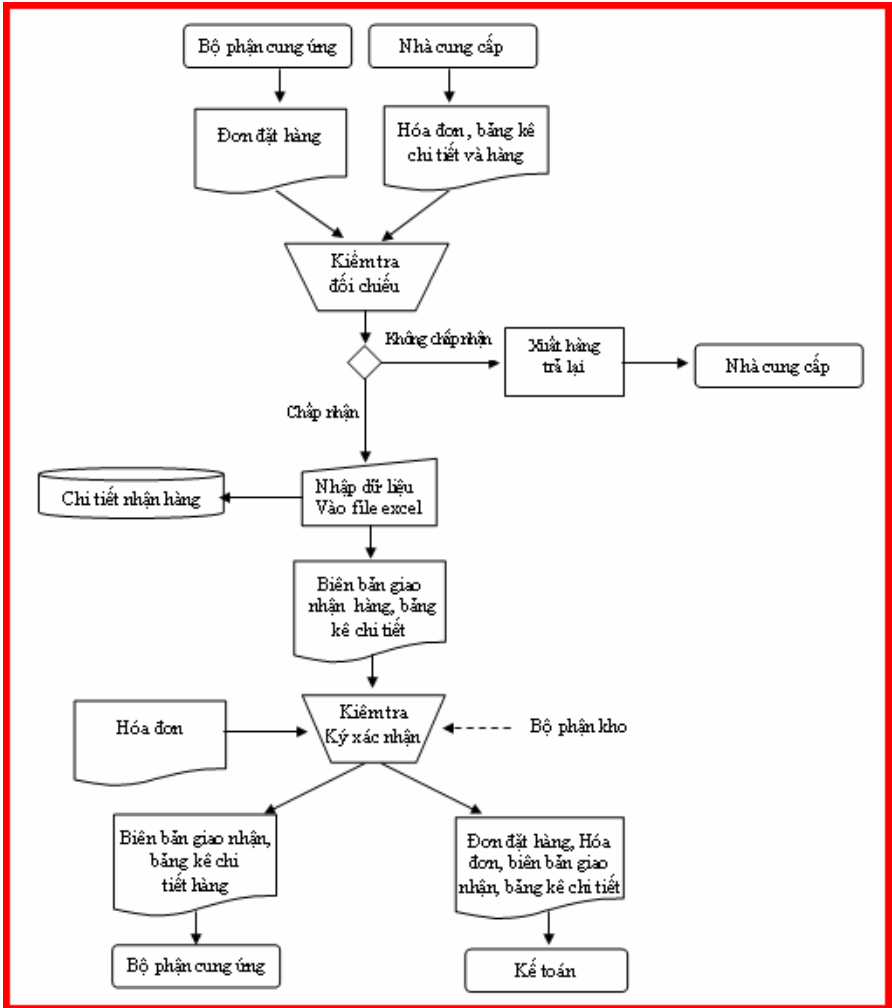 Bộ phận cung ứng
Nhà cung cấp
Đơn đặt hàng
Hóa đơn , bảng kê
chi tiết và hàng
Kiểm tra
đối chiếu
Không chấp nhận
Xuất hàng
trả lại
Nhà cung cấp
Chấp nhận
Chi tiết nhận hàng
Nhập dữ liệu
Vào file excel
Biên bản giao
nhận hàng, bảng
kê chi tiết
Hóa đơn
Kiêm tra
Ký xác nhận
Bộ phận kho
Biên bản giao nhận,
bảng kê chi
tiết hàng
Đơn đặt hàng, Hóa
đơn, biên bản giao
nhận, bảng kê chi tiết
Bộ phận cung ứng
Kế toán